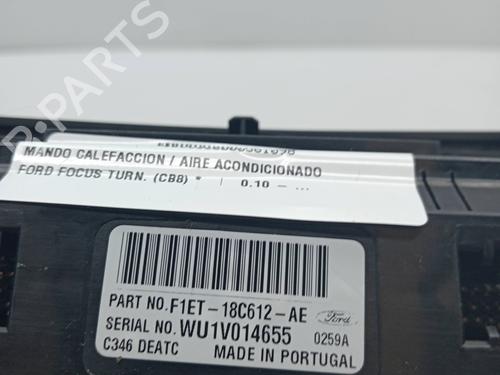 MANDO CALEFACCION / AIRE ACONDICIONADO
FORD FOCUS TURN. (CB8) * | 0.10 - ...
PART NO. F1ET-18C612-AE Ford
SERIAL NO. WU1V014655 0259A
C346 DEATC MADE IN PORTUGAL